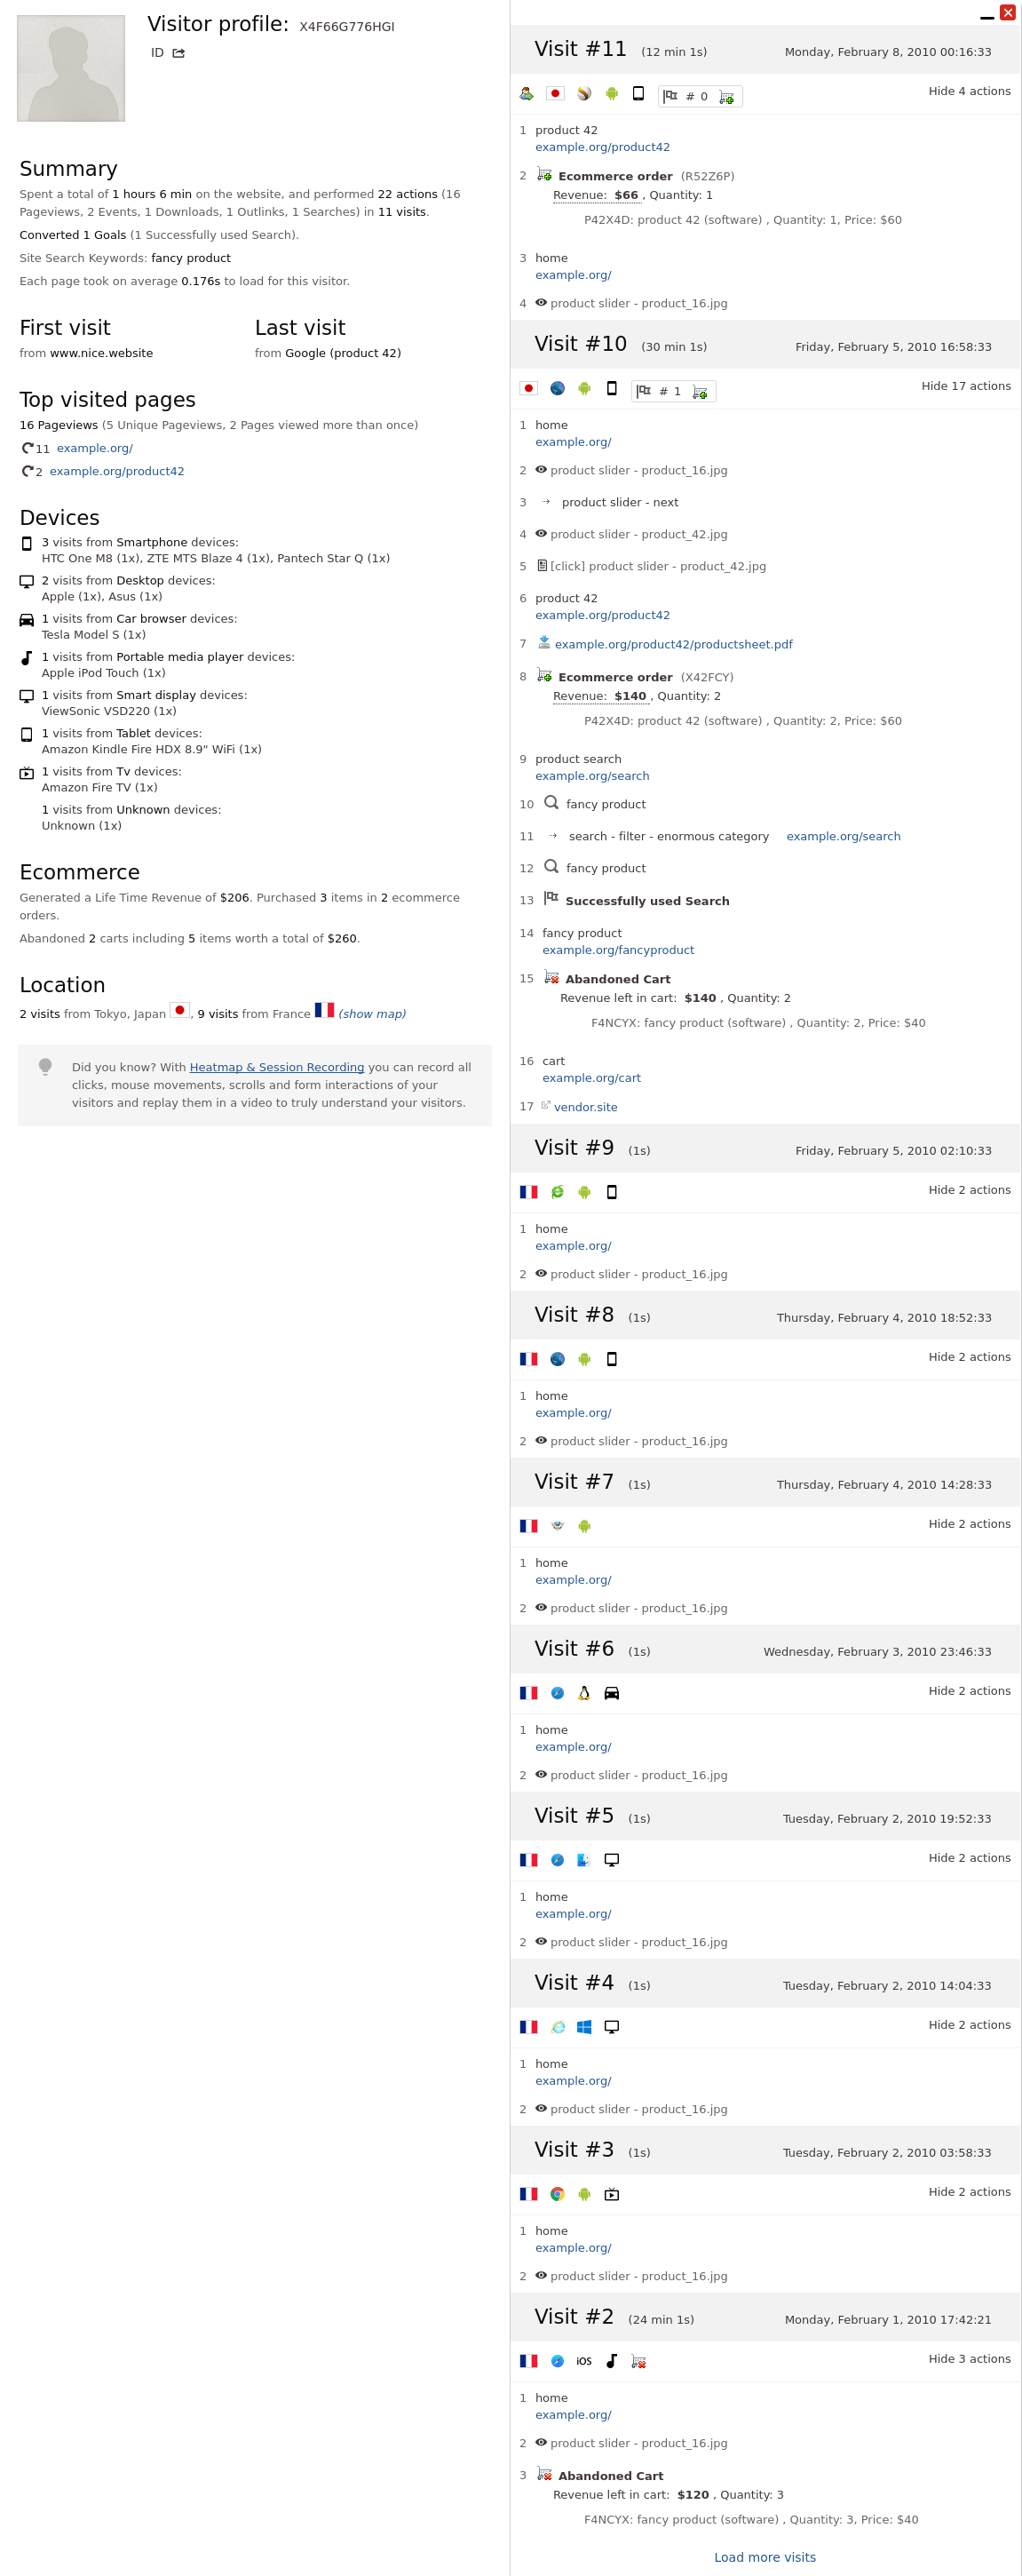 Visitor profile: X4F66G776HGI
ID
Summary
Spent a total of 1 hours 6 min on the website, and performed 22 actions (16
Pageviews, 2 Events, 1 Downloads, 1 Outlinks, 1 Searches) in 11 visits.
Converted 1 Goals (1 Successfully used Search).
Site Search Keywords: fancy product
Each page took on average 0.176s to load for this visitor.
First visit
from www.nice.website
Last visit
from Google (product 42)
Top visited pages
16 Pageviews (5 Unique Pageviews, 2 Pages viewed more than once)
11 example.org/
2 example.org/product42
Devices
3 visits from Smartphone devices:
HTC One M8 (1x), ZTE MTS Blaze 4 (1x), Pantech Star Q (1x)
2 visits from Desktop devices:
Apple (1x), Asus (1x)
1 visits from Car browser devices:
Tesla Model S (1x)
1 visits from Portable media player devices:
Apple iPod Touch (1x)
1 visits from Smart display devices:
ViewSonic VSD220 (1x)
1 visits from Tablet devices:
Amazon Kindle Fire HDX 8.9" WiFi (1x)
1 visits from Tv devices:
Amazon Fire TV (1x)
1 visits from Unknown devices:
Unknown (1x)
Ecommerce
Generated a Life Time Revenue of $206. Purchased 3 items in 2 ecommerce
orders.
Abandoned 2 carts including 5 items worth a total of $260.
Location
2 visits from Tokyo, Japan , 9 visits from France (show map)
Did you know? With Heatmap & Session Recording you can record all
clicks, mouse movements, scrolls and form interactions of your
visitors and replay them in a video to truly understand your visitors.
Visit #11 (12 min 1s) Monday, February 8, 2010 00:16:33
# 0 Hide 4 actions
1 product 42
example.org/product42
2 Ecommerce order (R52Z6P)
Revenue: $66 , Quantity: 1
P42X4D: product 42 (software) , Quantity: 1, Price: $60
3 home
example.org/
4 product slider - product_16.jpg
Visit #10 (30 min 1s) Friday, February 5, 2010 16:58:33
# 1 Hide 17 actions
1 home
example.org/
2 product slider - product_16.jpg
3 product slider - next
4 product slider - product_42.jpg
5 [click] product slider - product_42.jpg
6 product 42
example.org/product42
7 example.org/product42/productsheet.pdf
8 Ecommerce order (X42FCY)
Revenue: $140 , Quantity: 2
P42X4D: product 42 (software) , Quantity: 2, Price: $60
9 product search
example.org/search
10 fancy product
11 search - filter - enormous category example.org/search
12 fancy product
13 Successfully used Search
14 fancy product
example.org/fancyproduct
15 Abandoned Cart
Revenue left in cart: $140 , Quantity: 2
F4NCYX: fancy product (software) , Quantity: 2, Price: $40
16 cart
example.org/cart
17 vendor.site
Visit #9 (1s) Friday, February 5, 2010 02:10:33
Hide 2 actions
1 home
example.org/
2 product slider - product_16.jpg
Visit #8 (1s) Thursday, February 4, 2010 18:52:33
Hide 2 actions
1 home
example.org/
2 product slider - product_16.jpg
Visit #7 (1s) Thursday, February 4, 2010 14:28:33
Hide 2 actions
1 home
example.org/
2 product slider - product_16.jpg
Visit #6 (1s) Wednesday, February 3, 2010 23:46:33
Hide 2 actions
1 home
example.org/
2 product slider - product_16.jpg
Visit #5 (1s) Tuesday, February 2, 2010 19:52:33
Hide 2 actions
1 home
example.org/
2 product slider - product_16.jpg
Visit #4 (1s) Tuesday, February 2, 2010 14:04:33
Hide 2 actions
1 home
example.org/
2 product slider - product_16.jpg
Visit #3 (1s) Tuesday, February 2, 2010 03:58:33
Hide 2 actions
1 home
example.org/
2 product slider - product_16.jpg
Visit #2 (24 min 1s) Monday, February 1, 2010 17:42:21
iOS Hide 3 actions
1 home
example.org/
2 product slider - product_16.jpg
3 Abandoned Cart
Revenue left in cart: $120 , Quantity: 3
F4NCYX: fancy product (software) , Quantity: 3, Price: $40
Load more visits